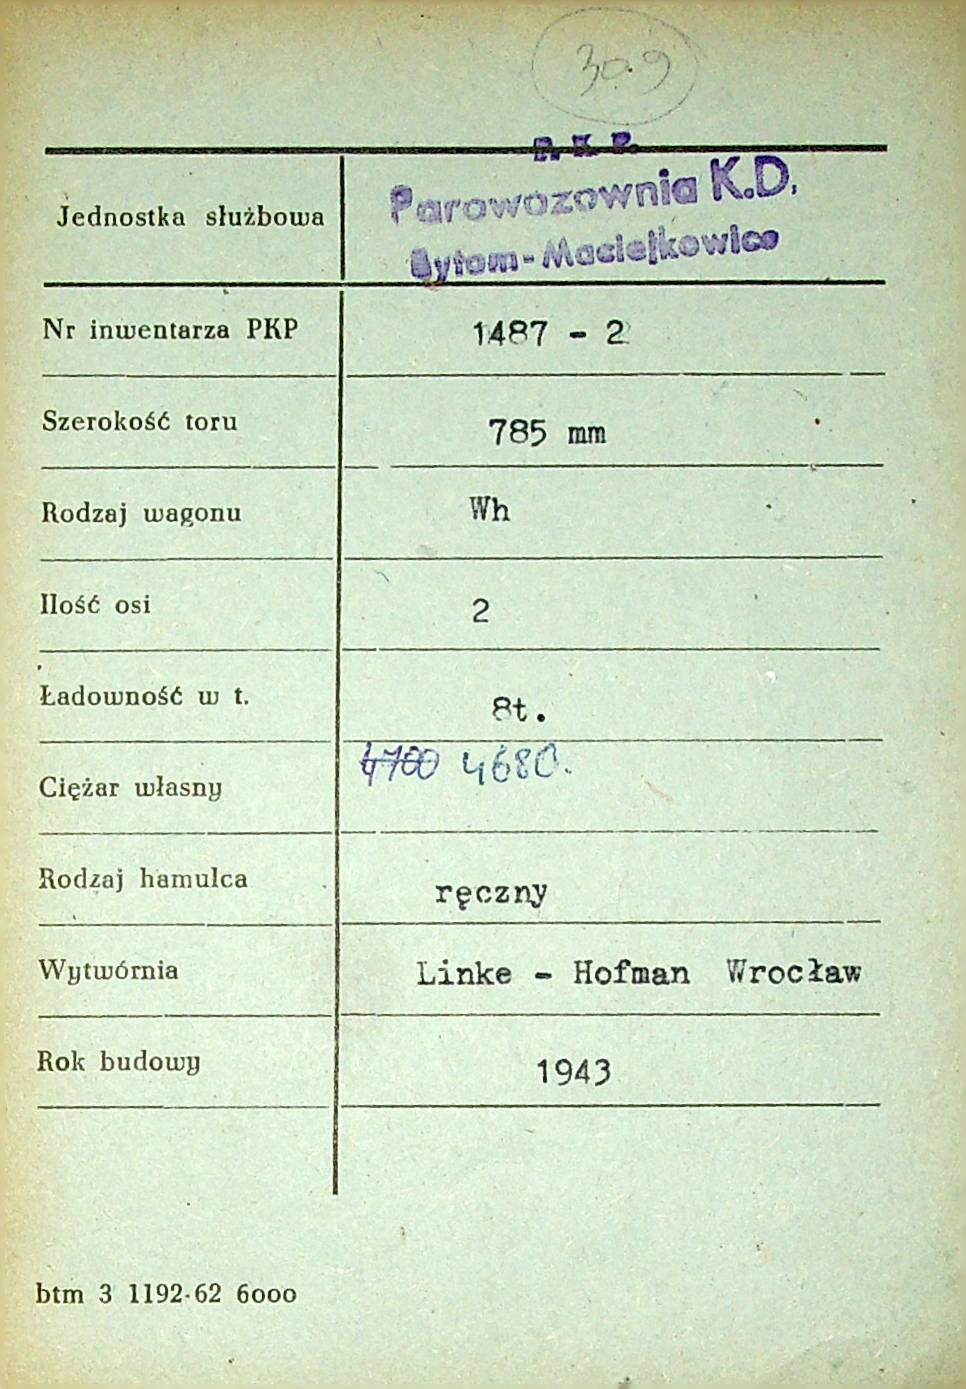 30.9
P. K. P.
Parowozownia K.D.
Bytom-Maciejkowice
Jednostka służbowa
Nr inwentarza PKP 1487 - 2
Szerokość toru 785 mm
Rodzaj wagonu Wh
Ilość osi 2
Ładowność w t. 8t.
Ciężar własny 4700 4680.
Rodzaj hamulca ręczny
Wytwórnia Linke - Hofman Wrocław
Rok budowy 1943
btm 3 1192-62 6000